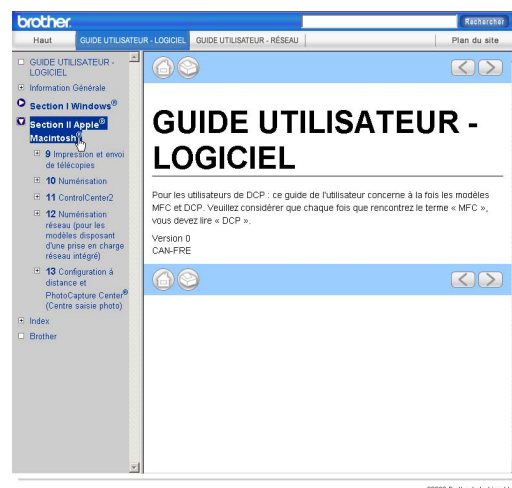 brother.
Rechercher
Haut
GUIDE UTILISATEUR - LOGICIEL
GUIDE UTILISATEUR - RÉSEAU
Plan du site
GUIDE UTILISATEUR -
LOGICIEL
Information Générale
Section I Windows®
Section II Apple®
Macintosh®
9 Impression et envoi
de télécopies
10 Numérisation
11 ControlCenter2
12 Numérisation
réseau (pour les
modèles disposant
d'une prise en charge
réseau intégré)
13 Configuration à
distance et
PhotoCapture Center®
(Centre saisie photo)
Index
Brother
GUIDE UTILISATEUR -
LOGICIEL
Pour les utilisateurs de DCP : ce guide de l'utilisateur concerne à la fois les modèles
MFC et DCP. Veuillez considérer que chaque fois que rencontrez le terme « MFC »,
vous devez lire « DCP ».
Version 0
CAN-FRE